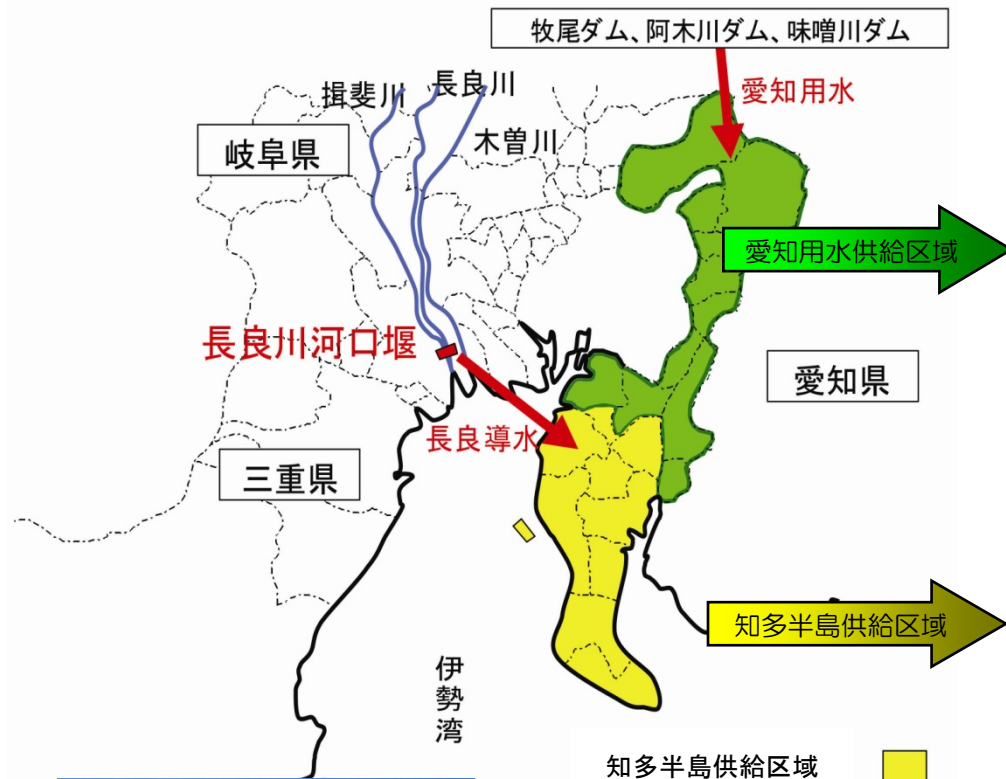 牧尾ダム、阿木川ダム、味噌川ダム
愛知用水
揖斐川
長良川
木曽川
岐阜県
愛知用水供給区域
長良川河口堰
愛知県
長良導水
三重県
知多半島供給区域
伊勢湾
知多半島供給区域